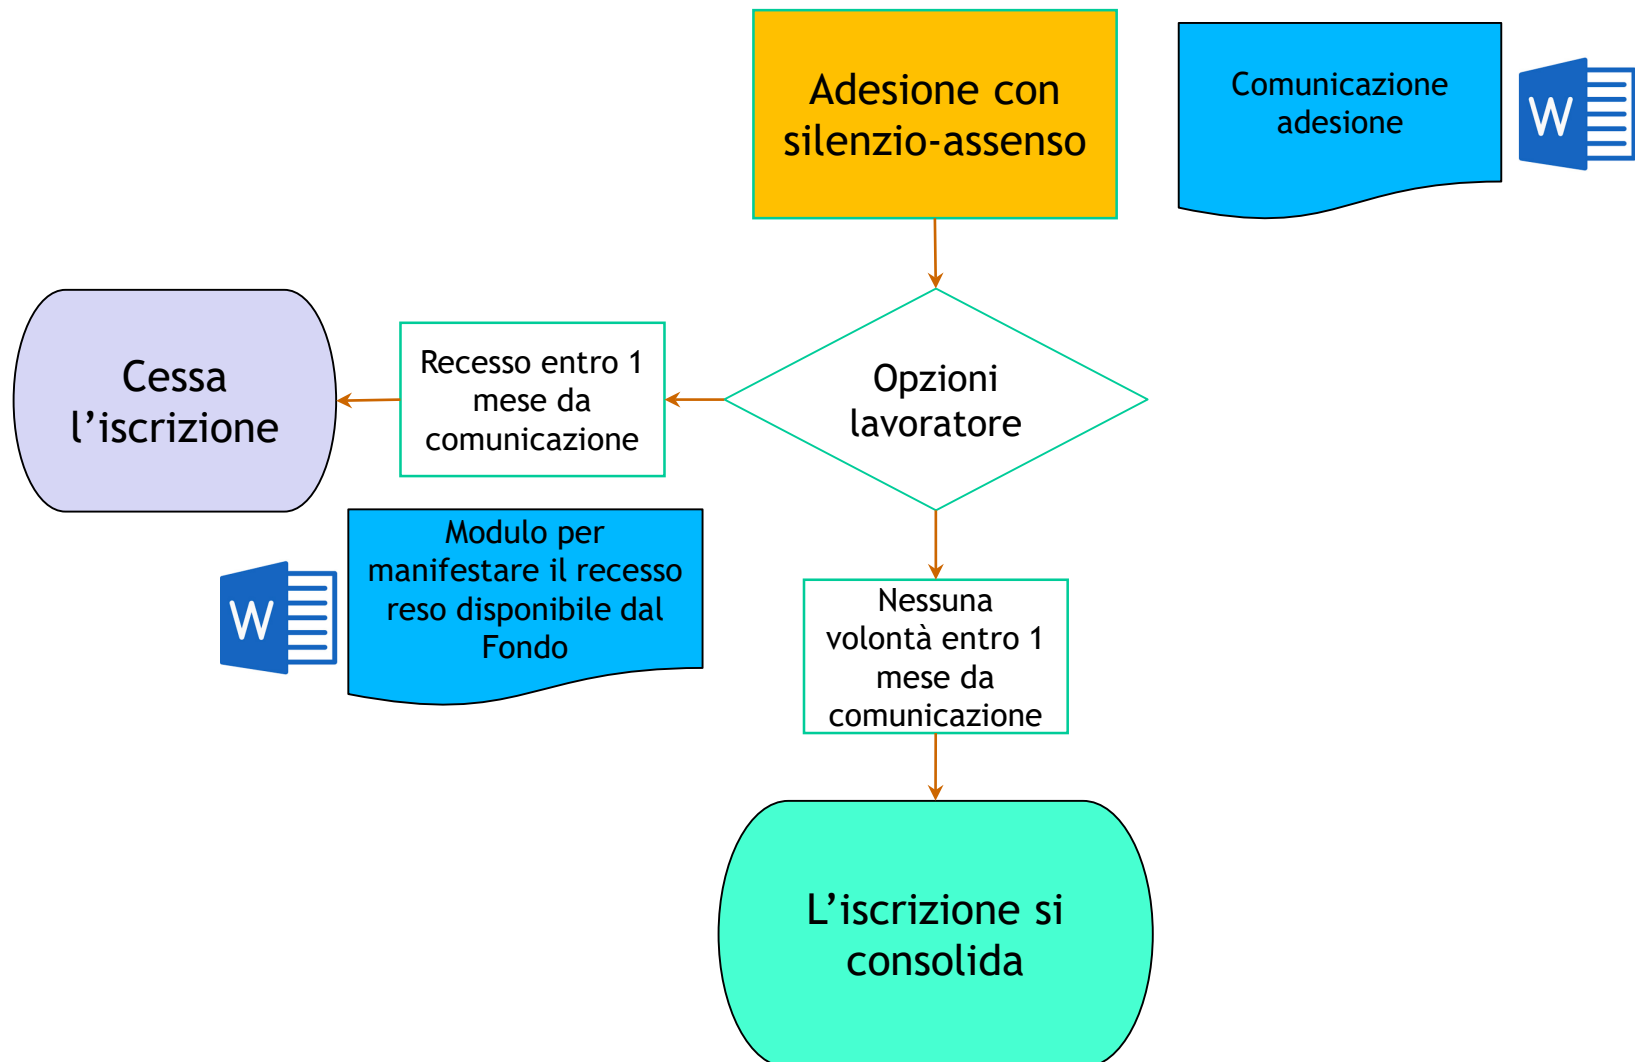 Adesione con
silenzio-assenso
Comunicazione
adesione
W
Cessa
l’iscrizione
Recesso entro 1
mese da
comunicazione
Opzioni
lavoratore
W
Modulo per
manifestare il recesso
reso disponibile dal
Fondo
Nessuna
volontà entro 1
mese da
comunicazione
L’iscrizione si
consolida